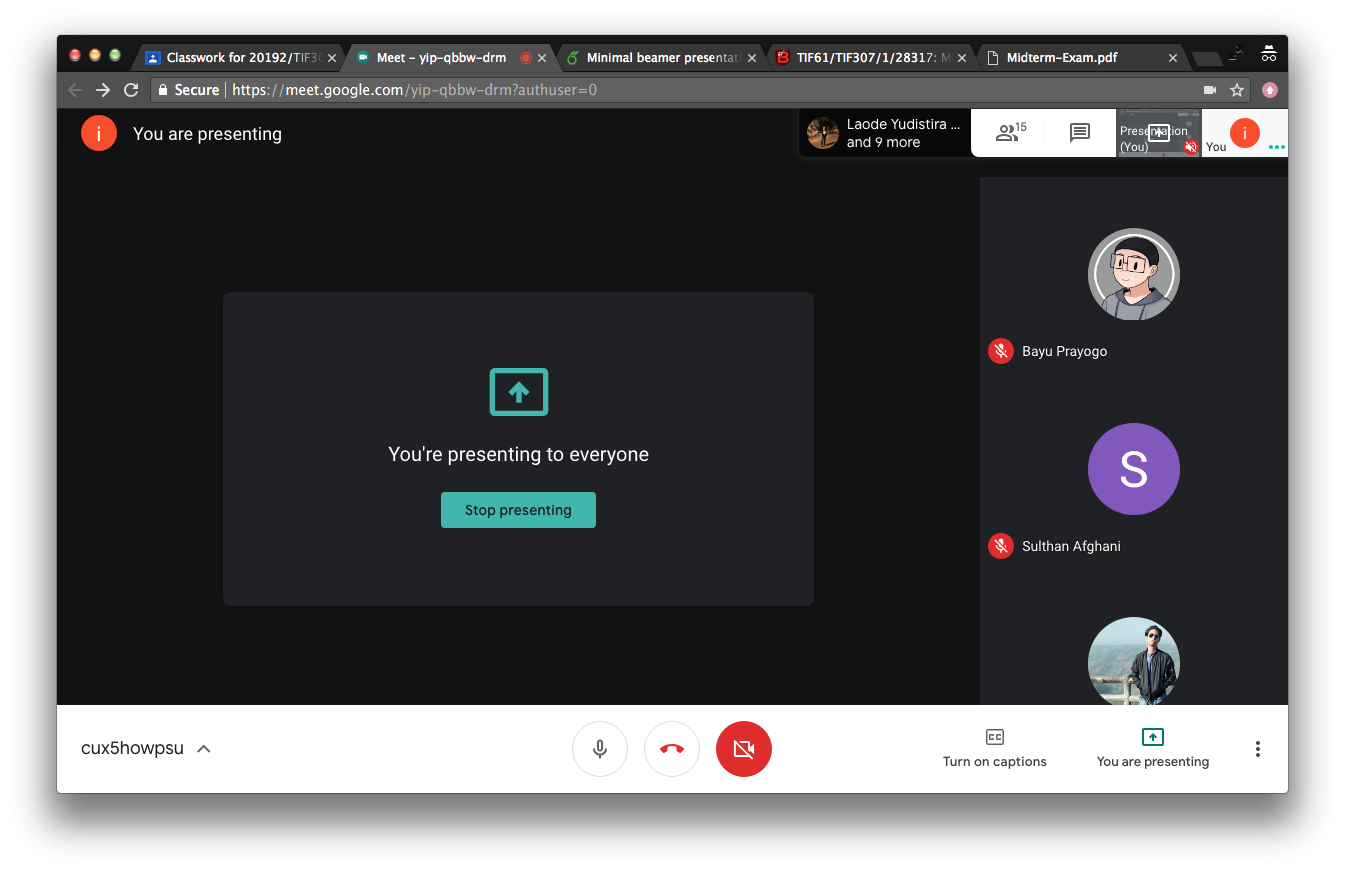 Classwork for 20192/TIF30
Meet – yip-qbbw-drm
Minimal beamer presentati
TIF61/TIF307/1/28317: M
Midterm-Exam.pdf
Secure | https://meet.google.com/yip-qbbw-drm?authuser=0
i
You are presenting
Laode Yudistira ...
and 9 more
15
Presentation
(You)
You
i
Bayu Prayogo
You're presenting to everyone
Stop presenting
S
Sulthan Afghani
cux5howpsu
CC
Turn on captions
You are presenting